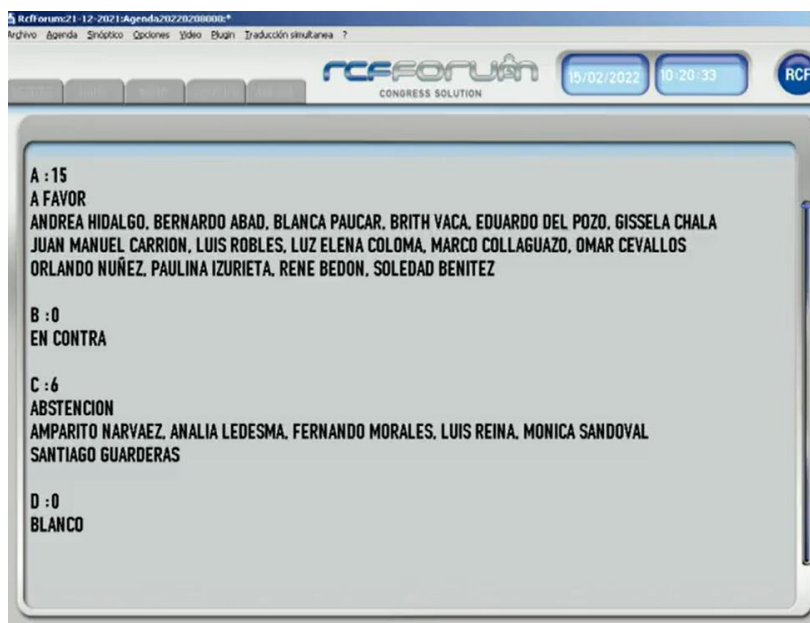 RcfForum:21-12-2021:Agenda20220208000:*
Archivo Agenda Sinóptico Opciones Video Plugin Traducción simultanea ?
rcfforum
CONGRESS SOLUTION
15/02/2022
10:20:33
RCF
A :15
A FAVOR
ANDREA HIDALGO, BERNARDO ABAD, BLANCA PAUCAR, BRITH VACA, EDUARDO DEL POZO, GISSELA CHALA
JUAN MANUEL CARRION, LUIS ROBLES, LUZ ELENA COLOMA, MARCO COLLAGUAZO, OMAR CEVALLOS
ORLANDO NUÑEZ, PAULINA IZURIETA, RENE BEDON, SOLEDAD BENITEZ
B :0
EN CONTRA
C :6
ABSTENCION
AMPARITO NARVAEZ, ANALIA LEDESMA, FERNANDO MORALES, LUIS REINA, MONICA SANDOVAL
SANTIAGO GUARDERAS
D :0
BLANCO